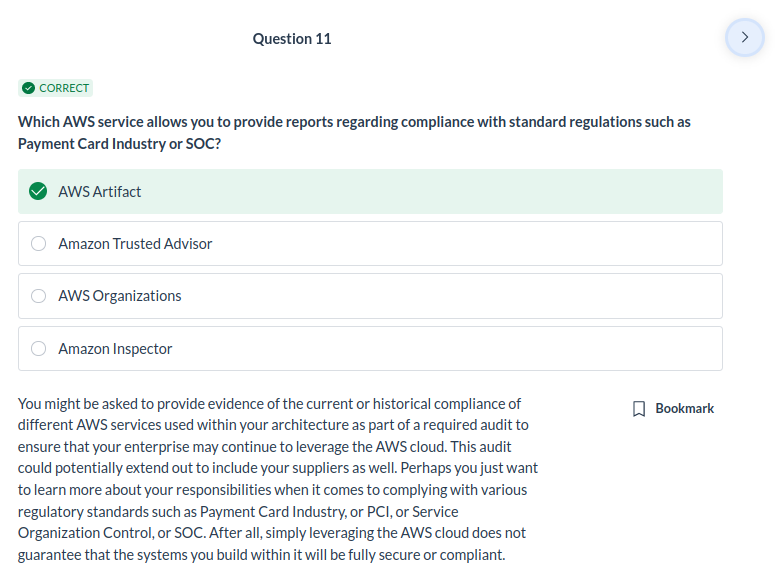 Question 11
CORRECT
Which AWS service allows you to provide reports regarding compliance with standard regulations such as
Payment Card Industry or SOC?
AWS Artifact
Amazon Trusted Advisor
AWS Organizations
Amazon Inspector
You might be asked to provide evidence of the current or historical compliance of
different AWS services used within your architecture as part of a required audit to
ensure that your enterprise may continue to leverage the AWS cloud. This audit
could potentially extend out to include your suppliers as well. Perhaps you just want
to learn more about your responsibilities when it comes to complying with various
regulatory standards such as Payment Card Industry, or PCI, or Service
Organization Control, or SOC. After all, simply leveraging the AWS cloud does not
guarantee that the systems you build within it will be fully secure or compliant.
Bookmark